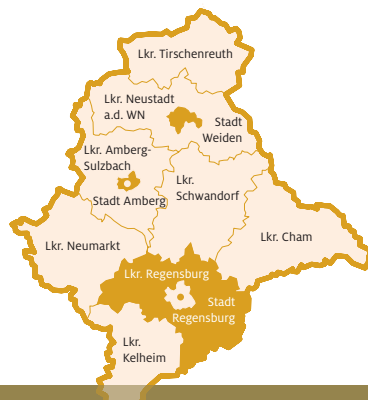 Lkr. Tirschenreuth
Lkr. Neustadt
a.d. WN
Stadt
Weiden
Lkr. Amberg-
Sulzbach
Stadt Amberg
Lkr.
Schwandorf
Lkr. Neumarkt
Lkr. Cham
Lkr. Regensburg
Stadt
Regensburg
Lkr.
Kelheim